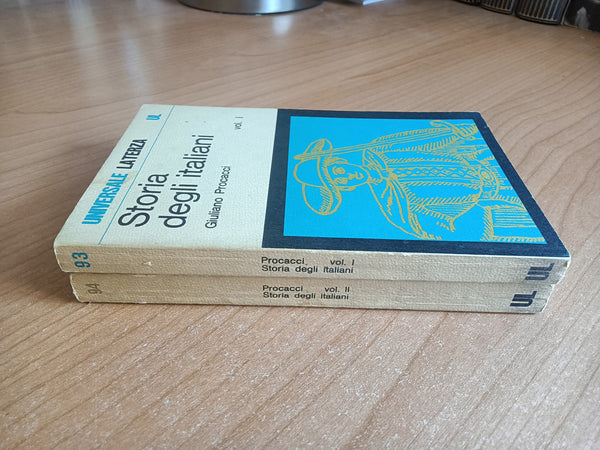 UNIVERSALE LATERZA UL
Storia
degli italiani
Giuliano Procacci vol. I
93 Procacci vol. I UL
Storia degli italiani
94 Procacci vol. II UL
Storia degli italiani